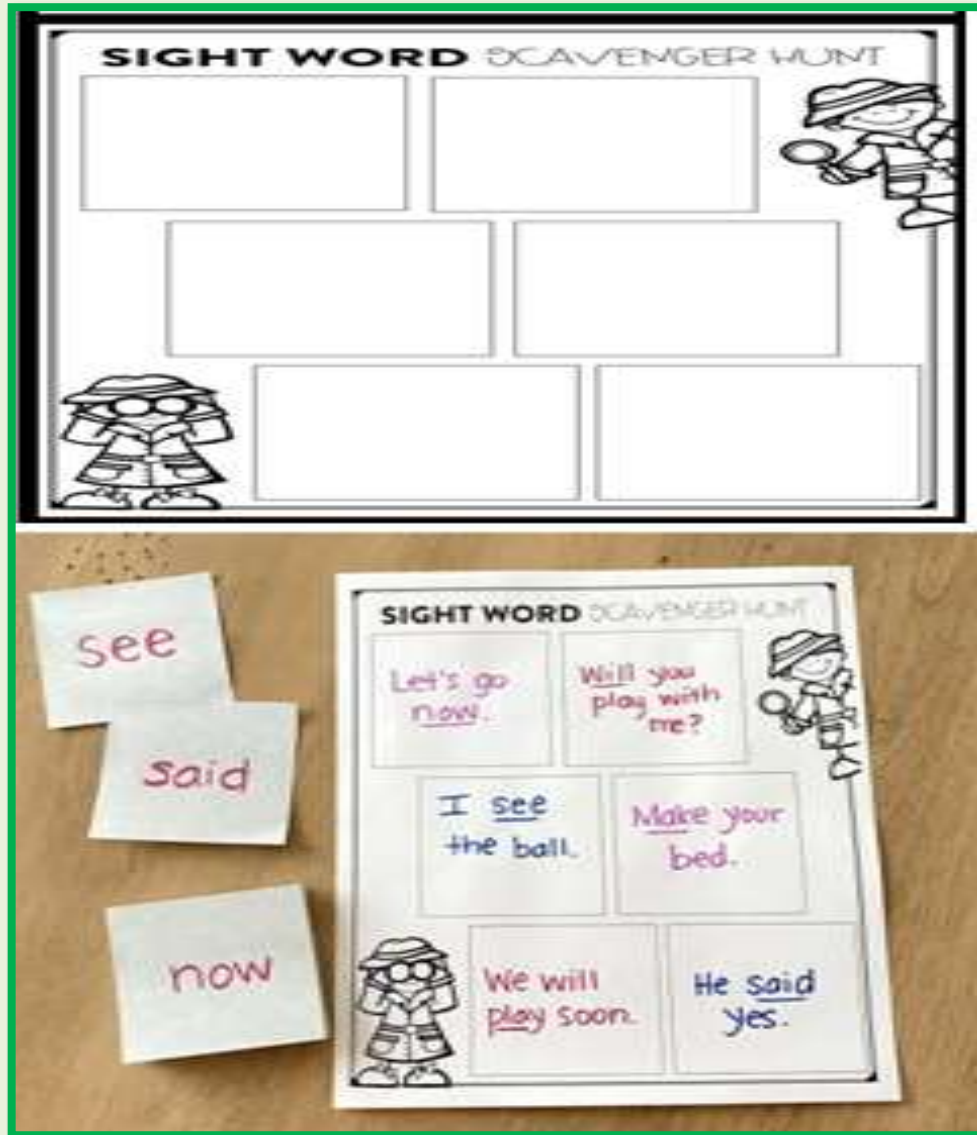 SIGHT WORD SCAVENGER HUNT
see
said
now
SIGHT WORD SCAVENGER HUNT
Let's go
now.
Will you
play with
me?
I see
the ball.
Make your
bed.
We will
play soon.
He said
yes.